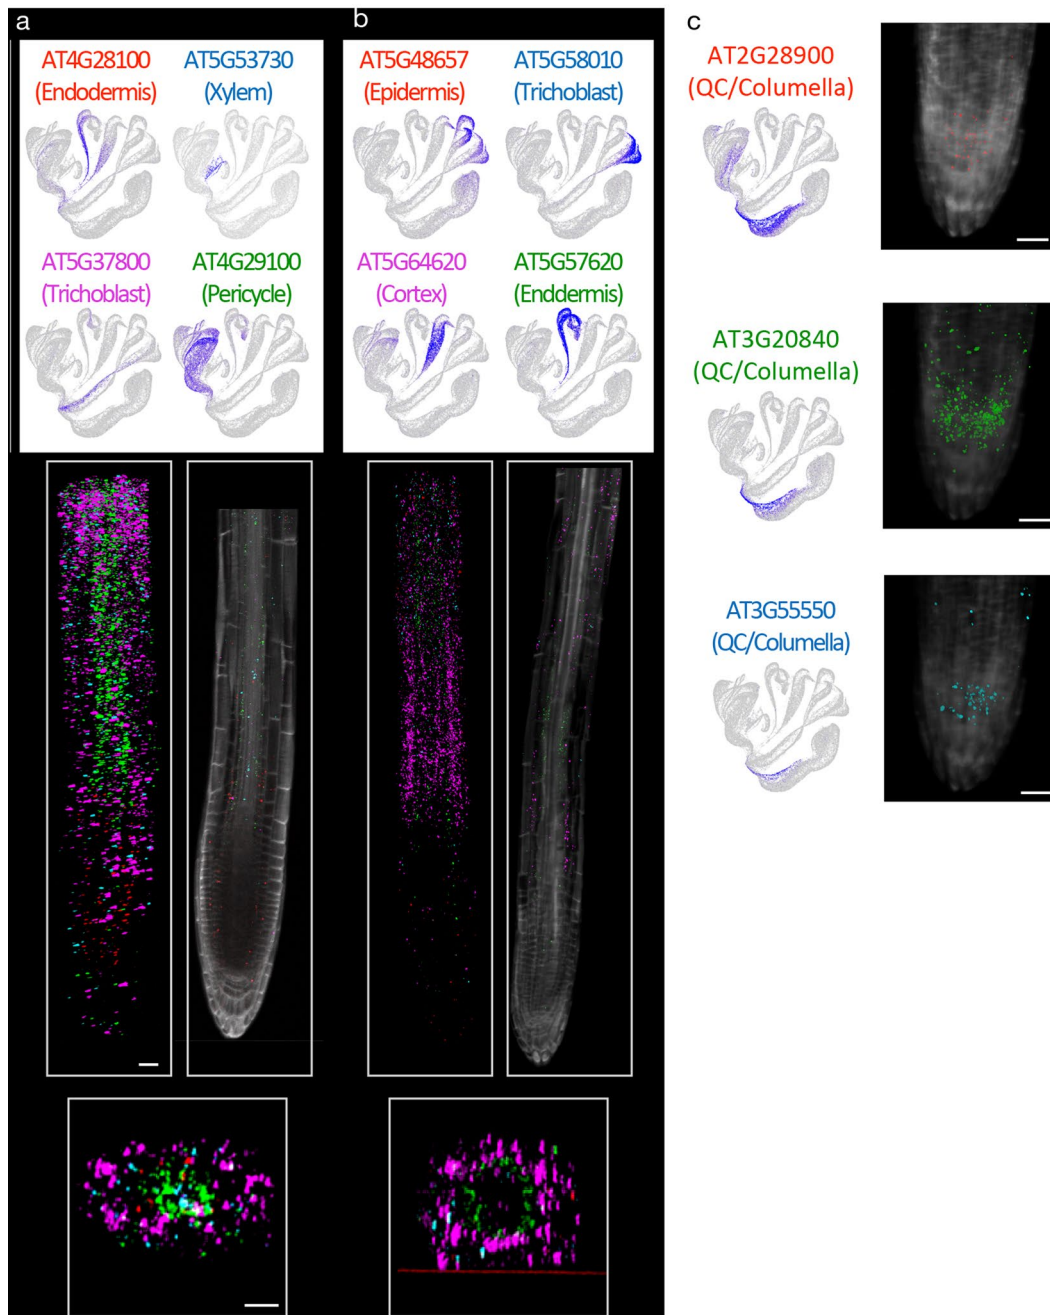 a
AT4G28100
(Endodermis)
AT5G53730
(Xylem)
AT5G37800
(Trichoblast)
AT4G29100
(Pericycle)
b
AT5G48657
(Epidermis)
AT5G58010
(Trichoblast)
AT5G64620
(Cortex)
AT5G57620
(Enddermis)
c
AT2G28900
(QC/Columella)
AT3G20840
(QC/Columella)
AT3G55550
(QC/Columella)